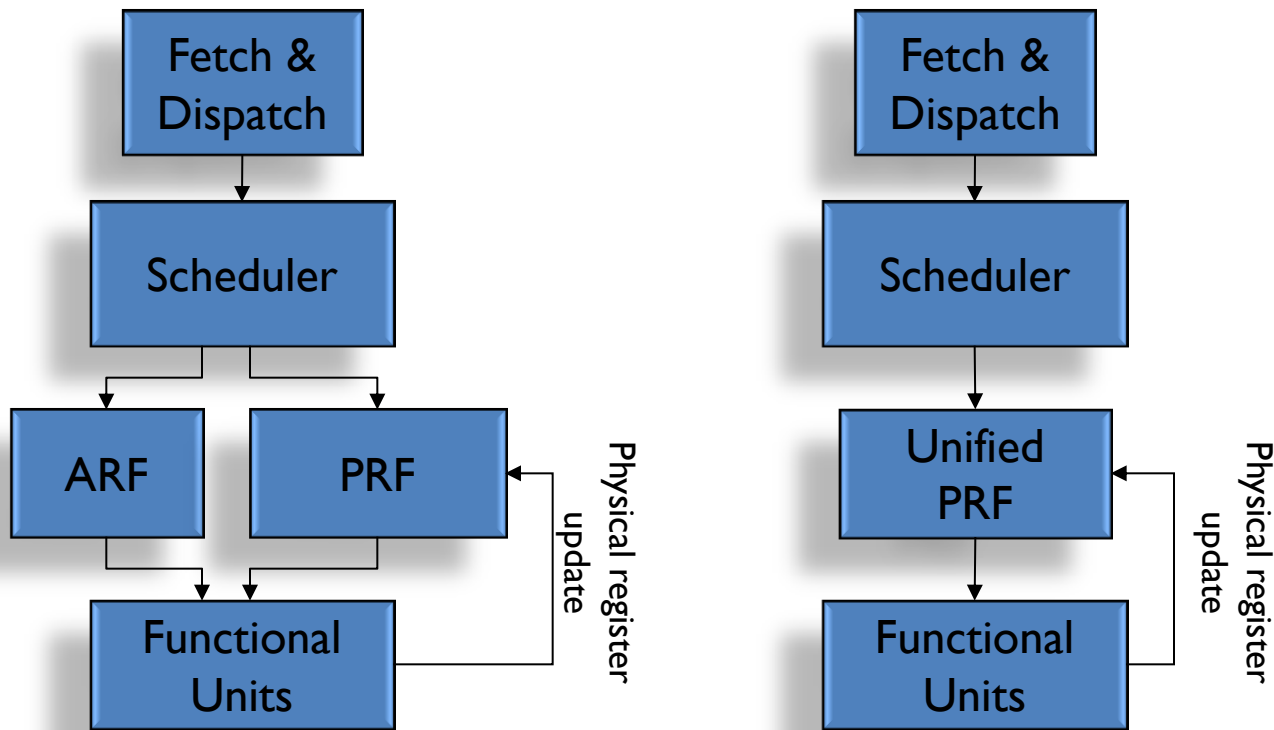 Fetch &
Dispatch
Scheduler
ARF
PRF
Physical register
update
Functional
Units
Fetch &
Dispatch
Scheduler
Unified
PRF
Physical register
update
Functional
Units